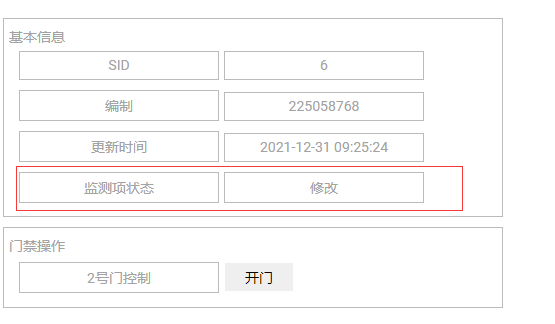 基本信息
SID 6
编制 225058768
更新时间 2021-12-31 09:25:24
监测项状态 修改
门禁操作
2号门控制 开门